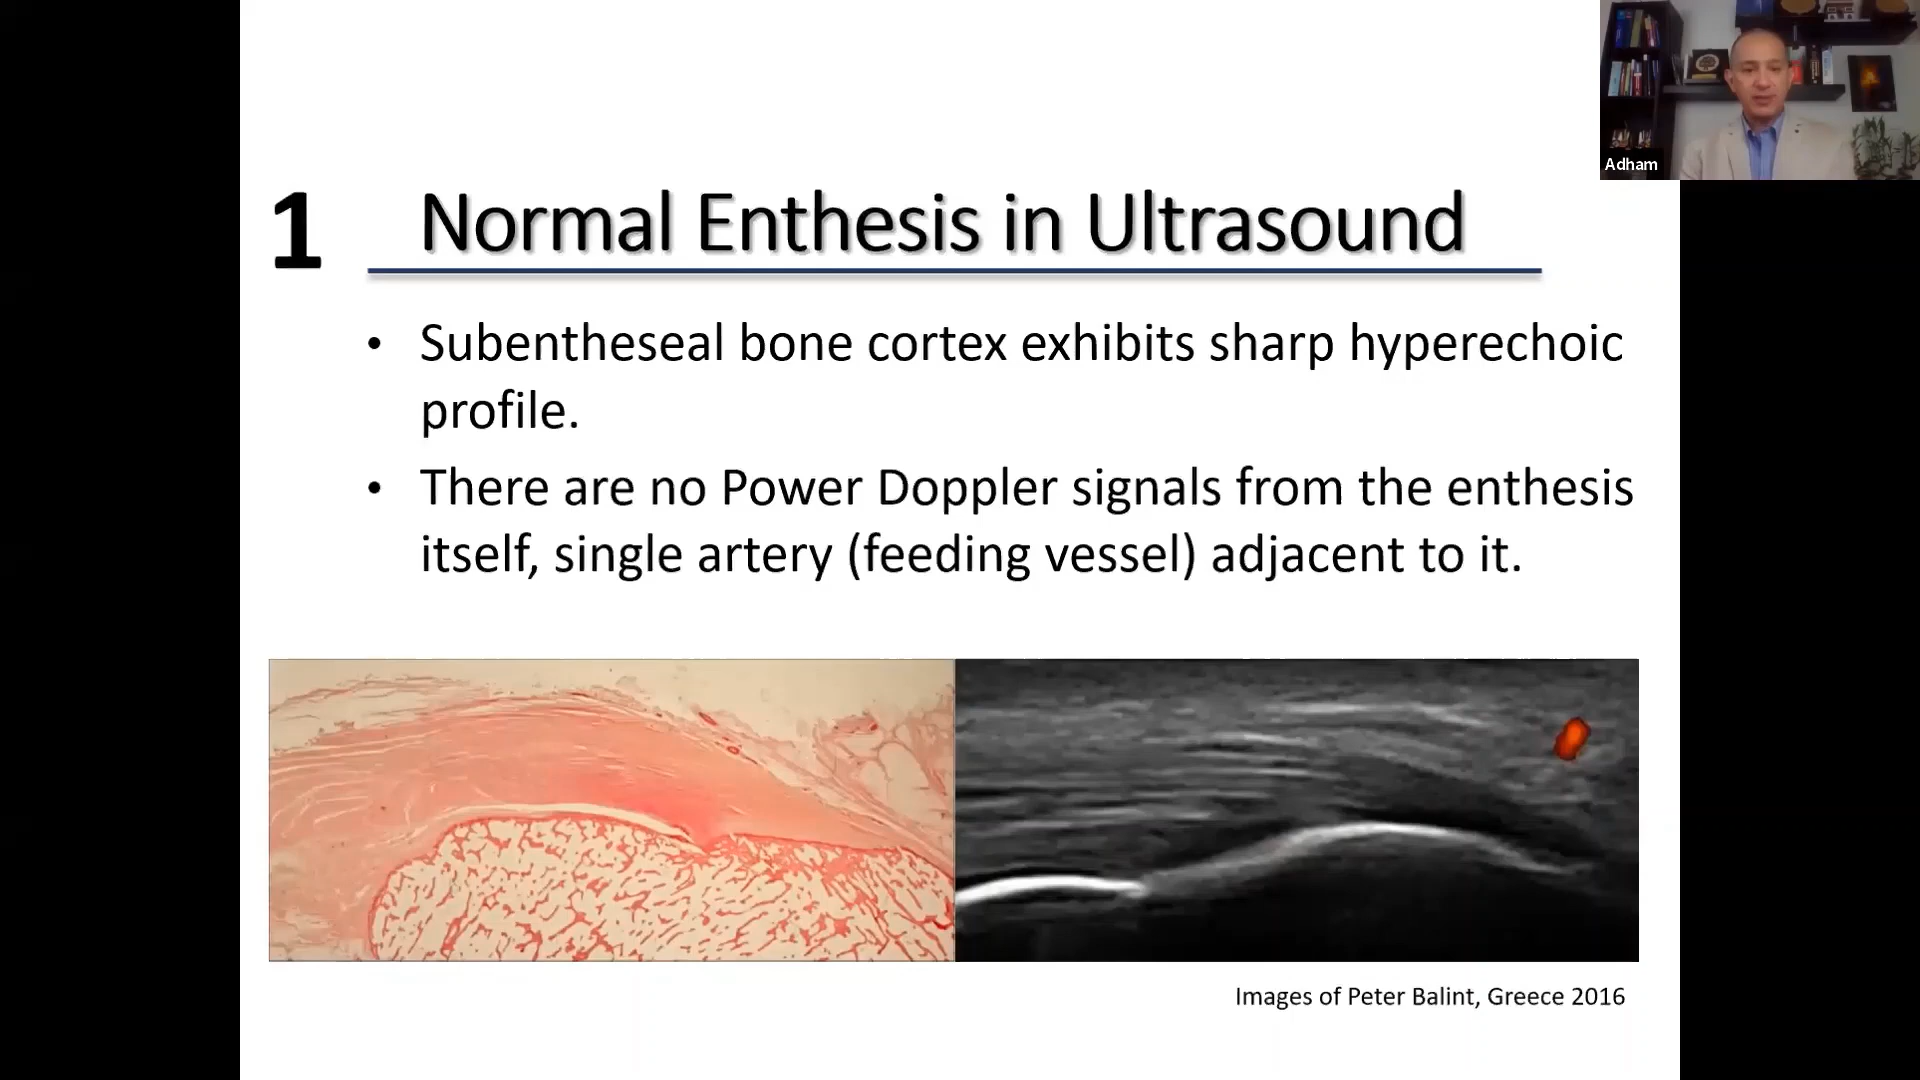 Adham
1 Normal Enthesis in Ultrasound
• Subentheseal bone cortex exhibits sharp hyperechoic
profile.
• There are no Power Doppler signals from the enthesis
itself, single artery (feeding vessel) adjacent to it.
Images of Peter Balint, Greece 2016